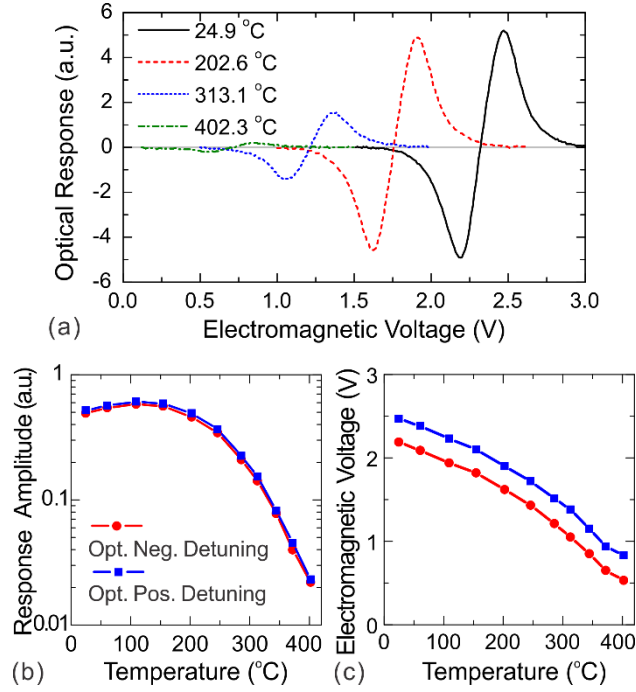 24.9 °C
202.6 °C
313.1 °C
402.3 °C
Optical Response (a.u.)
6
4
2
0
-2
-4
-6
0.0 0.5 1.0 1.5 2.0 2.5 3.0
(a) Electromagnetic Voltage (V)
Response Amplitude (a.u.)
1
0.1
0.01
Opt. Neg. Detuning
Opt. Pos. Detuning
0 100 200 300 400
(b) Temperature (°C)
Electromagnetic Voltage (V)
3
2
1
0
0 100 200 300 400
(c) Temperature (°C)